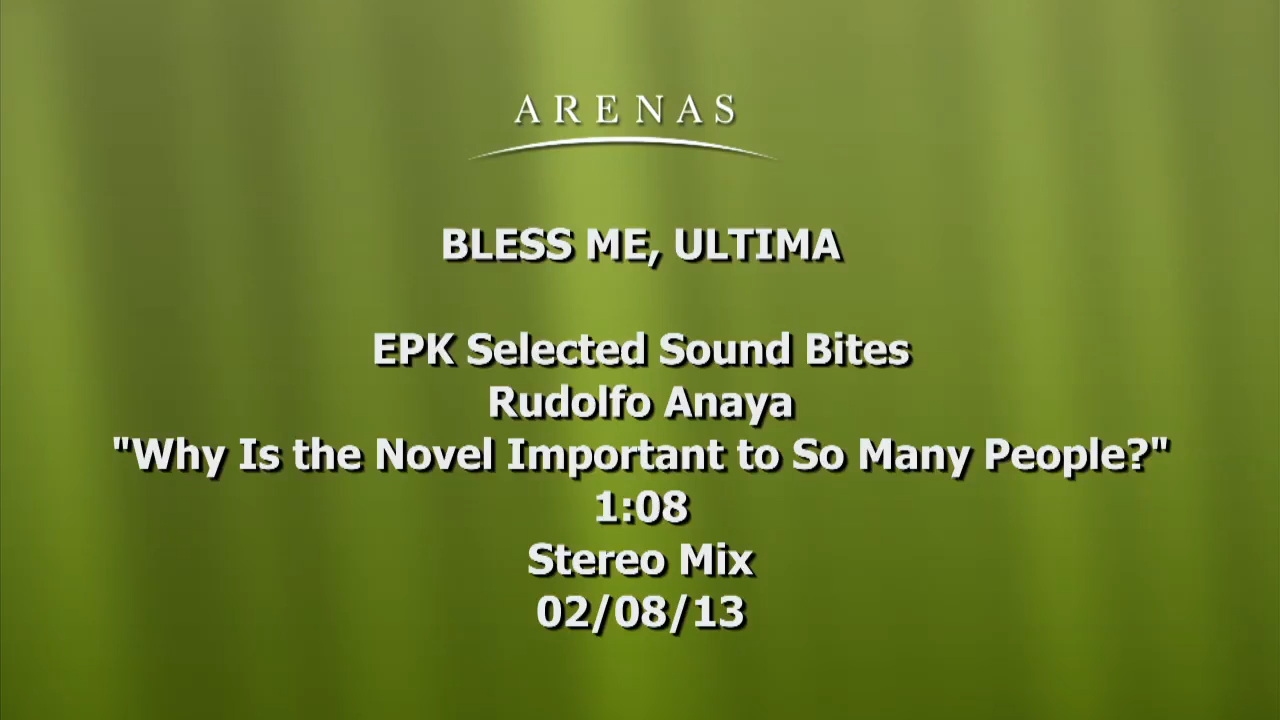 ARENAS
BLESS ME, ULTIMA
EPK Selected Sound Bites
Rudolfo Anaya
"Why Is the Novel Important to So Many People?"
1:08
Stereo Mix
02/08/13